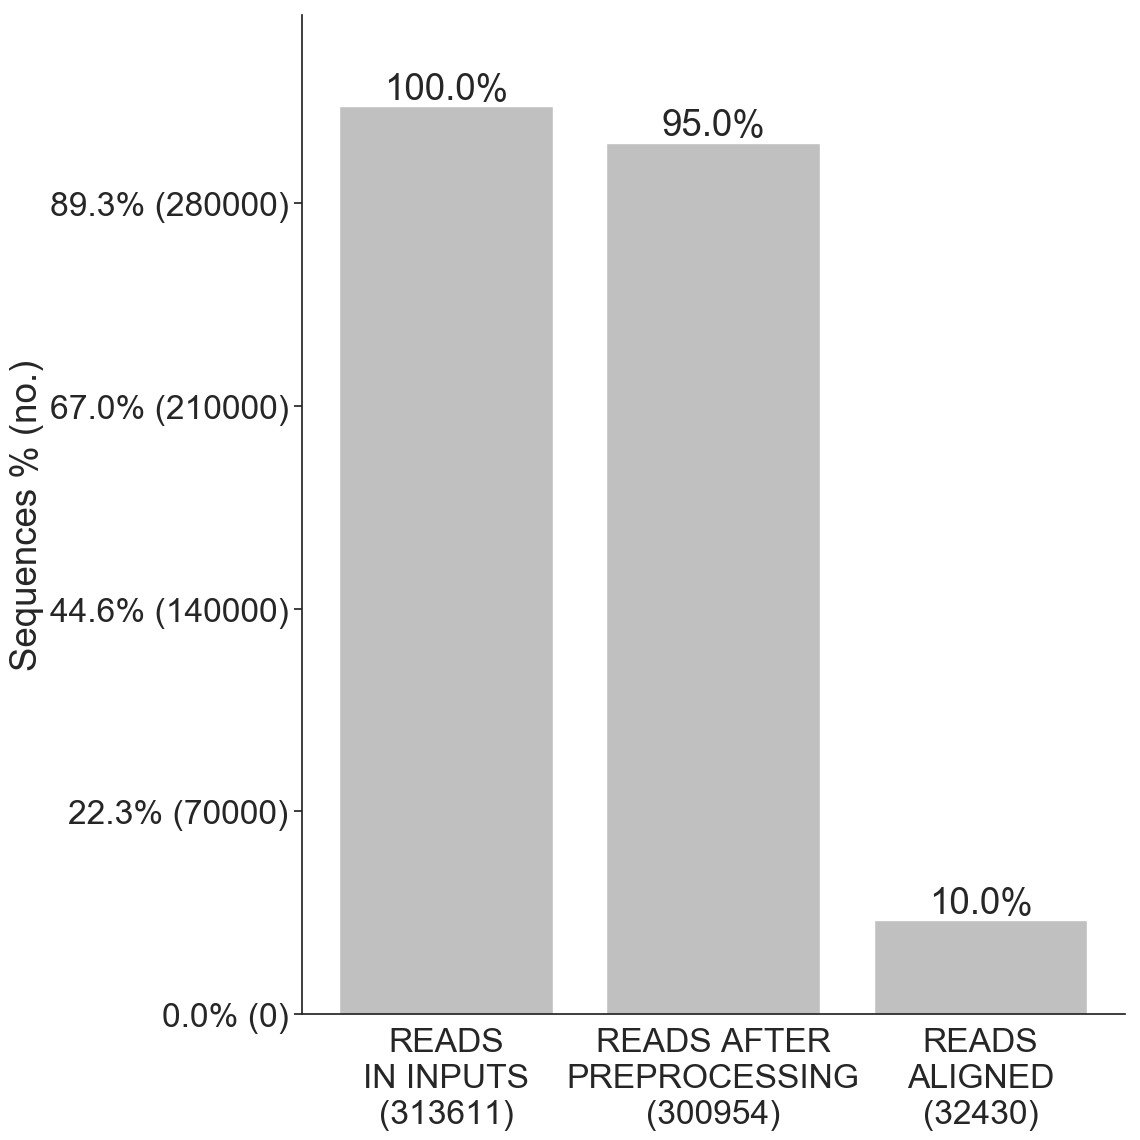 100.0%
95.0%
89.3% (280000)
67.0% (210000)
Sequences % (no.)
44.6% (140000)
22.3% (70000)
10.0%
0.0% (0)
READS
IN INPUTS
(313611)
READS AFTER
PREPROCESSING
(300954)
READS
ALIGNED
(32430)